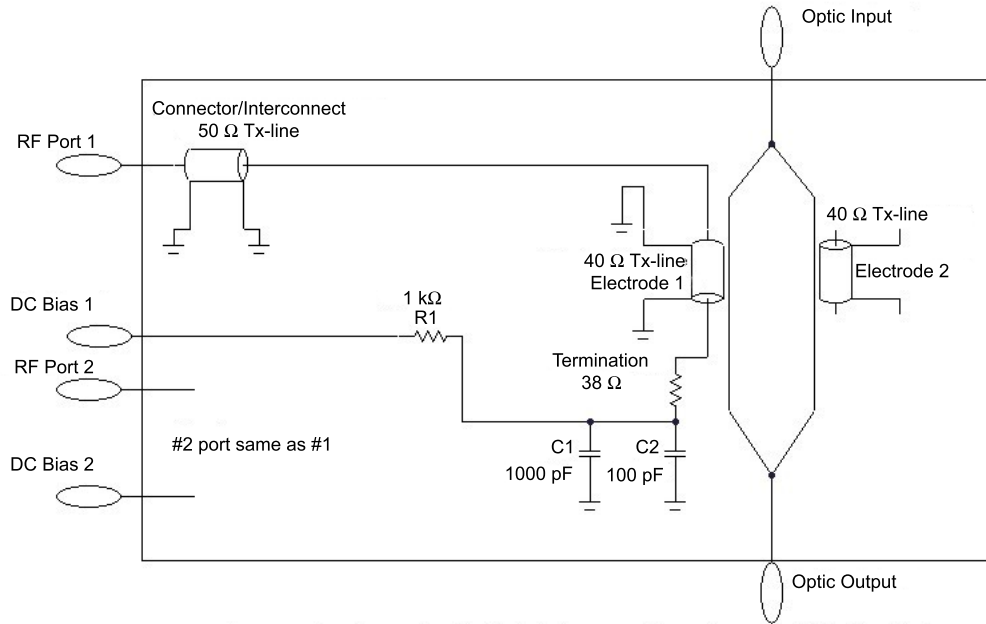 Optic Input
Connector/Interconnect
50 Ω Tx-line
RF Port 1
40 Ω Tx-line
40 Ω Tx-line
Electrode 1
Electrode 2
DC Bias 1
1 kΩ
R1
RF Port 2
Termination
38 Ω
#2 port same as #1
C1
1000 pF
C2
100 pF
DC Bias 2
Optic Output